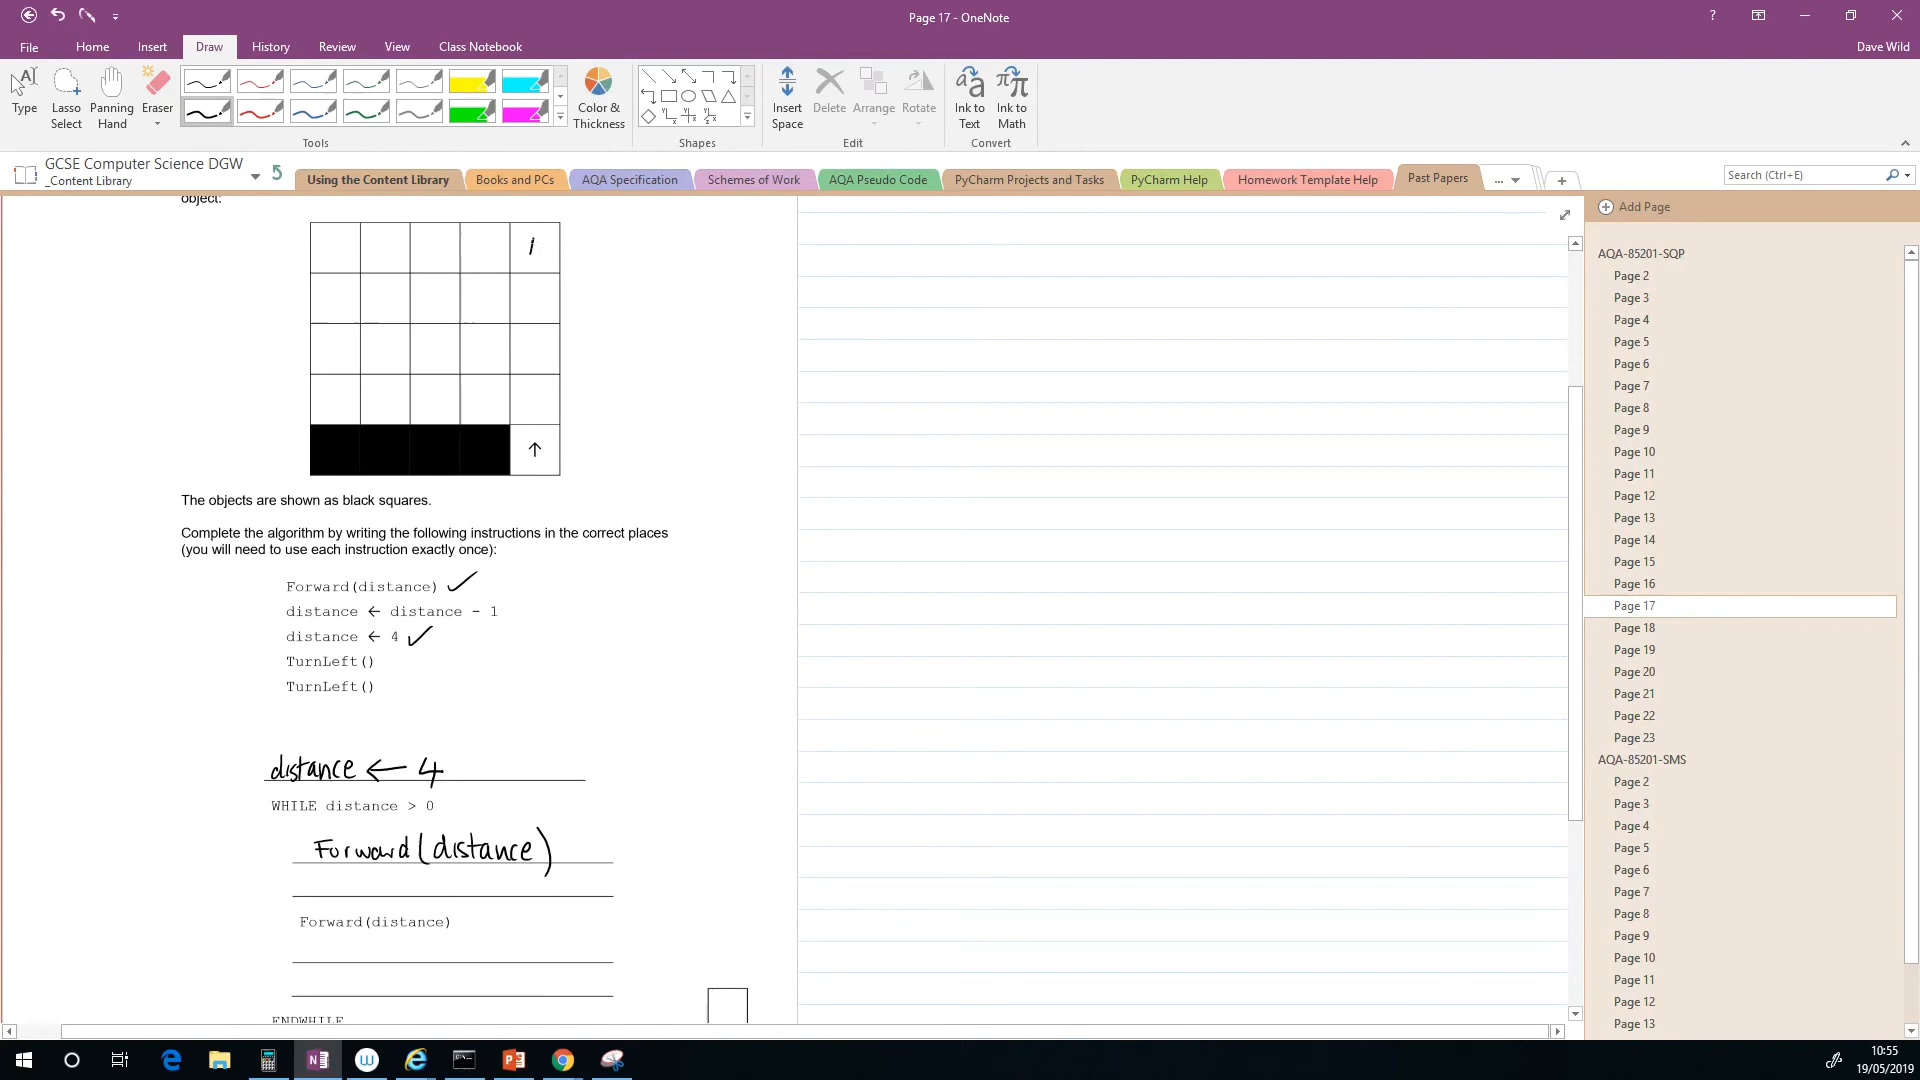 Page 17 - OneNote
?
File
Home
Insert
Draw
History
Review
View
Class Notebook
Dave Wild
Type
Lasso Select
Panning Hand
Eraser
Color & Thickness
Insert Space
Delete
Arrange
Rotate
Ink to Text
Ink to Math
Tools
Shapes
Edit
Convert
GCSE Computer Science DGW
_Content Library
Using the Content Library
Books and PCs
AQA Specification
Schemes of Work
AQA Pseudo Code
PyCharm Projects and Tasks
PyCharm Help
Homework Template Help
Past Papers
...
Search (Ctrl+E)
object:
i
↑
The objects are shown as black squares.
Complete the algorithm by writing the following instructions in the correct places
(you will need to use each instruction exactly once):
Forward(distance) ✓
distance ← distance - 1
distance ← 4 ✓
TurnLeft()
TurnLeft()
distance ← 4
WHILE distance > 0
Forward(distance)
Forward(distance)
ENDWHILE
Add Page
AQA-85201-SQP
Page 2
Page 3
Page 4
Page 5
Page 6
Page 7
Page 8
Page 9
Page 10
Page 11
Page 12
Page 13
Page 14
Page 15
Page 16
Page 17
Page 18
Page 19
Page 20
Page 21
Page 22
Page 23
AQA-85201-SMS
Page 2
Page 3
Page 4
Page 5
Page 6
Page 7
Page 8
Page 9
Page 10
Page 11
Page 12
Page 13
10:55
19/05/2019